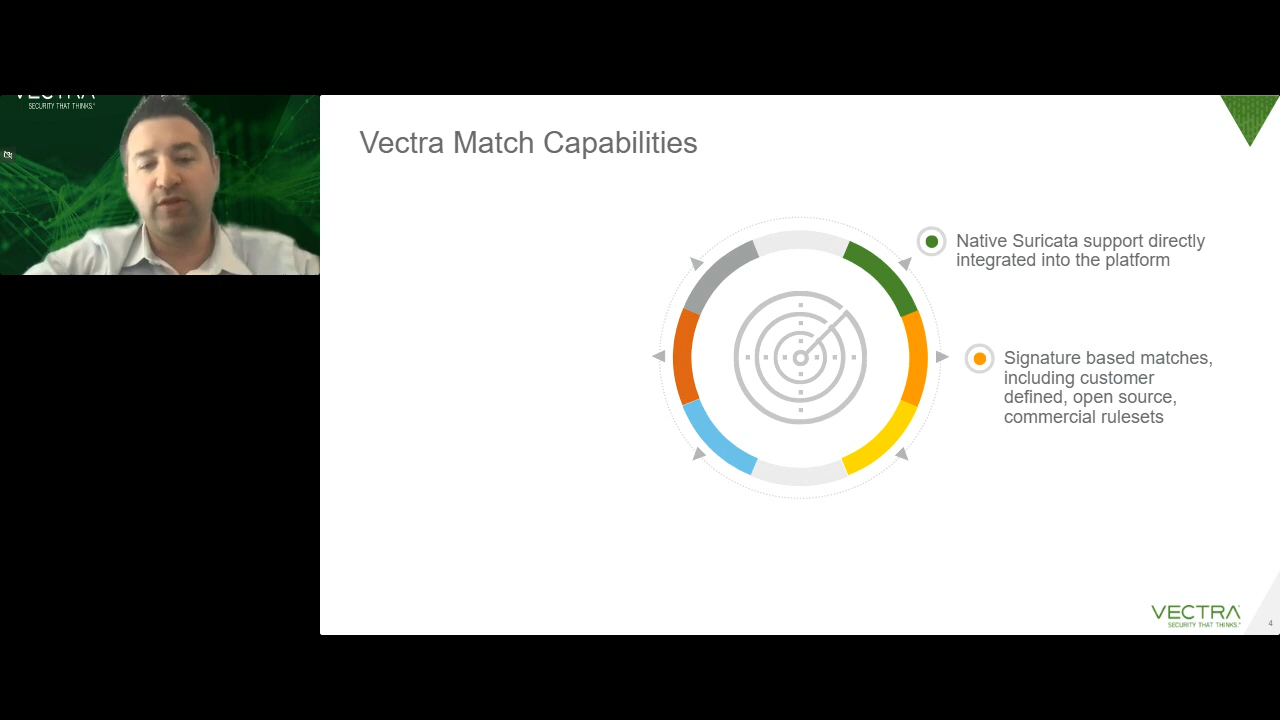 VECTRA
SECURITY THAT THINKS.®
Vectra Match Capabilities
Native Suricata support directly
integrated into the platform
Signature based matches,
including customer
defined, open source,
commercial rulesets
VECTRA
SECURITY THAT THINKS.®
4